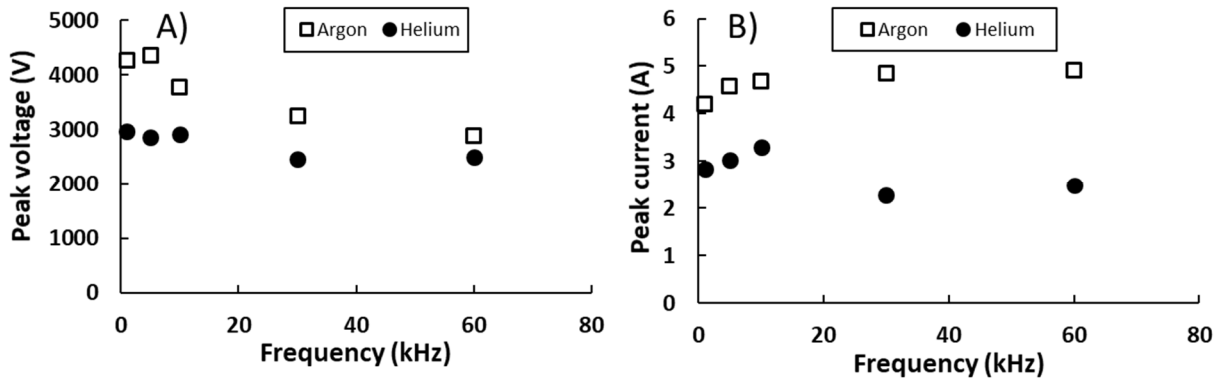 A)
Argon Helium
Peak voltage (V)
5000
4000
3000
2000
1000
0
0 20 40 60 80
Frequency (kHz)
B)
Argon Helium
Peak current (A)
6
5
4
3
2
1
0
0 20 40 60 80
Frequency (kHz)